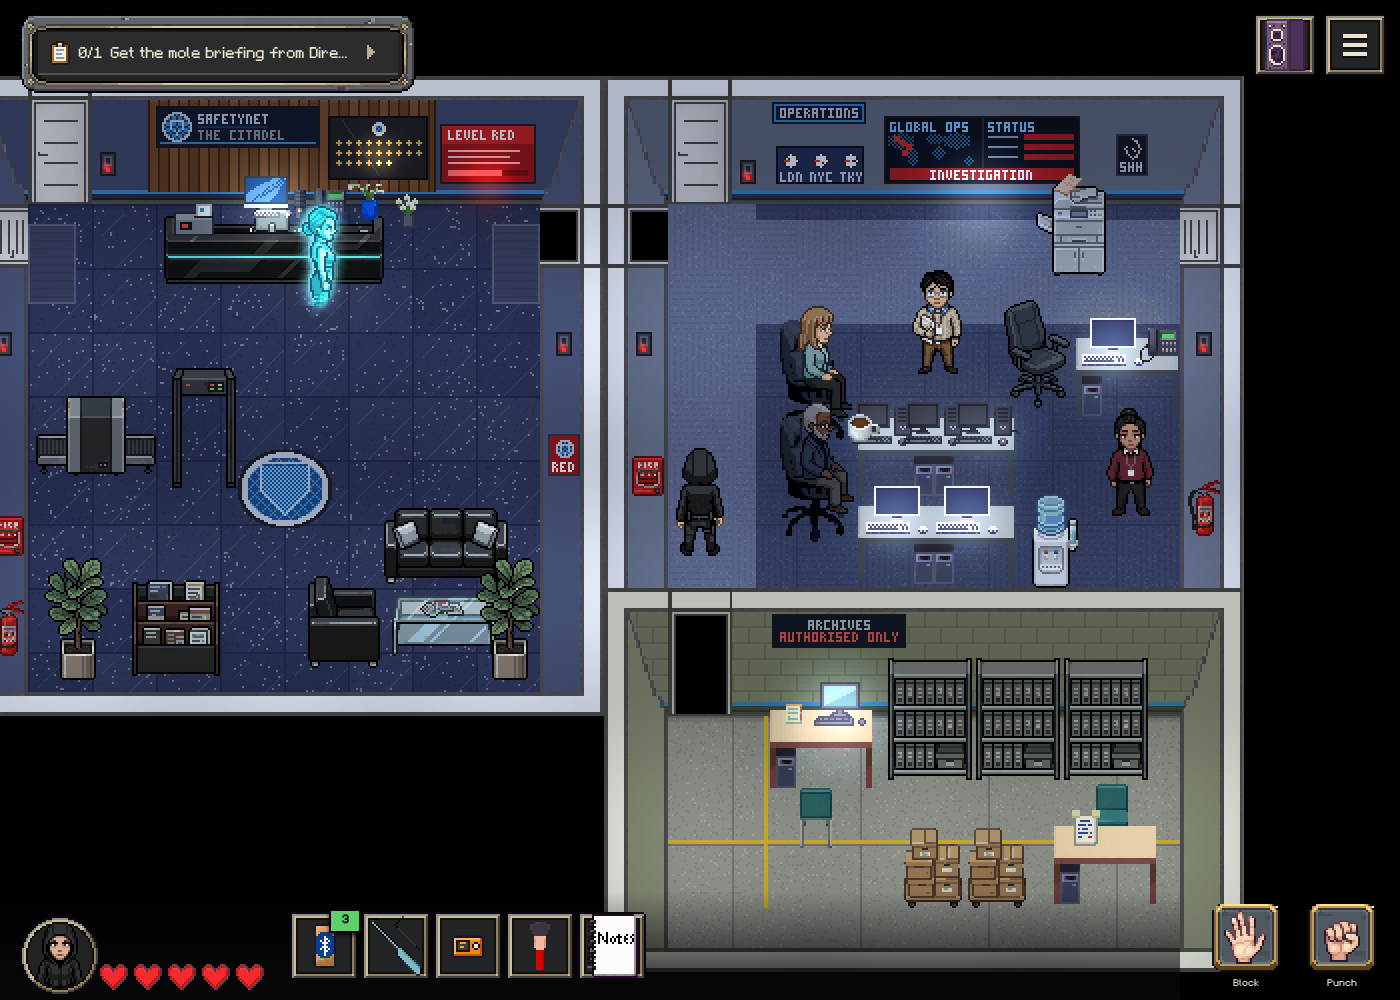 0/1 Get the mole briefing from Dire...
SAFETYNET
THE CITADEL
LEVEL RED
OPERATIONS
LDN NYC TKY
GLOBAL OPS
STATUS
INVESTIGATION
SHH
RED
ARCHIVES
AUTHORISED ONLY
3
Notes
Block
Punch